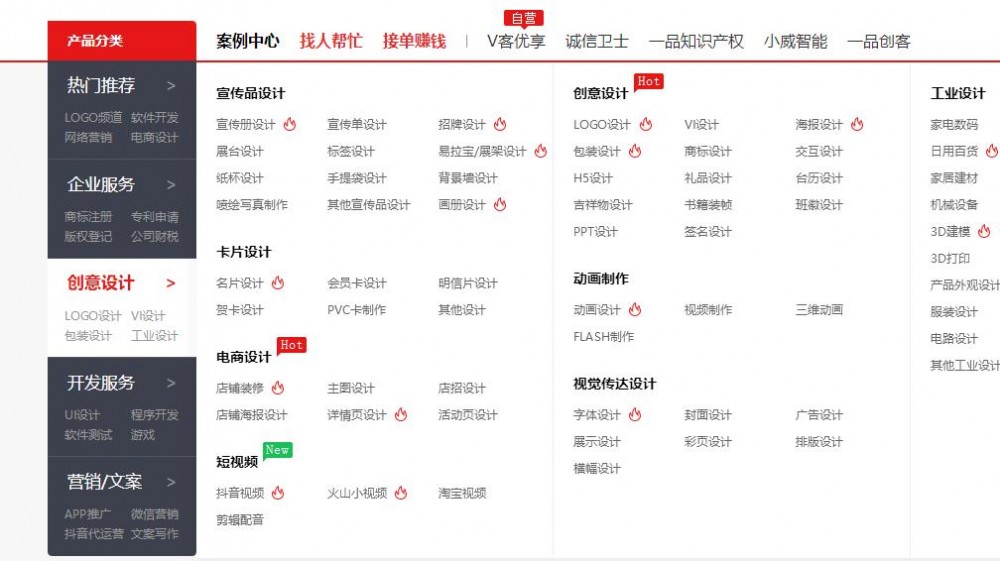 自营
产品分类
案例中心 找人帮忙 接单赚钱 | V客优享 诚信卫士 一品知识产权 小威智能 一品创客
热门推荐 >
LOGO频道 软件开发
网络营销 电商设计
企业服务 >
商标注册 专利申请
版权登记 公司财税
创意设计 >
LOGO设计 VI设计
包装设计 工业设计
开发服务 >
UI设计 程序开发
软件测试 游戏
营销/文案 >
APP推广 微信营销
抖音代运营 文案写作
宣传品设计
宣传册设计 宣传单设计 招牌设计
展台设计 标签设计 易拉宝/展架设计
纸杯设计 手提袋设计 背景墙设计
喷绘写真制作 其他宣传品设计 画册设计
卡片设计
名片设计 会员卡设计 明信片设计
贺卡设计 PVC卡制作 其他设计
电商设计 Hot
店铺装修 主图设计 店招设计
店铺海报设计 详情页设计 活动页设计
短视频 New
抖音视频 火山小视频 淘宝视频
剪辑配音
创意设计 Hot
LOGO设计 VI设计 海报设计
包装设计 商标设计 交互设计
H5设计 礼品设计 台历设计
吉祥物设计 书籍装帧 班徽设计
PPT设计 签名设计
动画制作
动画设计 视频制作 三维动画
FLASH制作
视觉传达设计
字体设计 封面设计 广告设计
展示设计 彩页设计 排版设计
横幅设计
工业设计
家电数码
日用百货
家居建材
机械设备
3D建模
3D打印
产品外观设计
服装设计
电路设计
其他工业设计